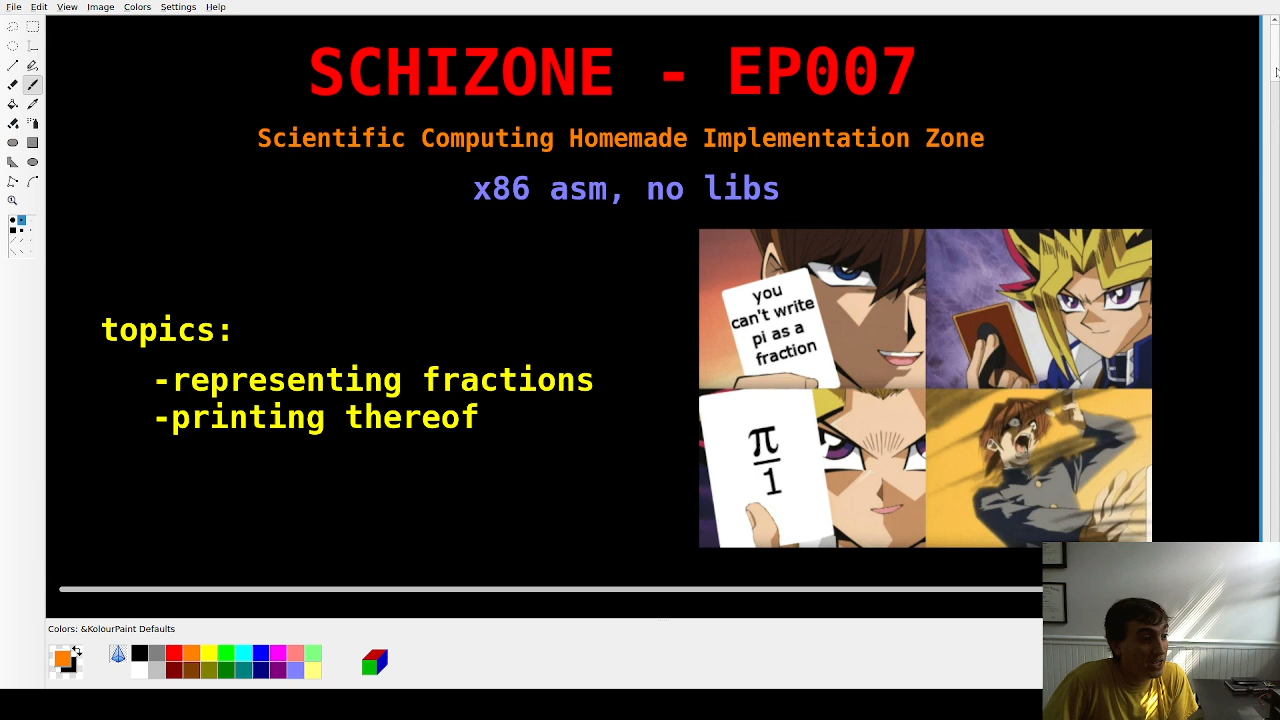 File Edit View Image Colors Settings Help
SCHIZONE - EP007
Scientific Computing Homemade Implementation Zone
x86 asm, no libs
topics:
-representing fractions
-printing thereof
you
can't write
pi as a
fraction
π
1
Colors: &KolourPaint Defaults